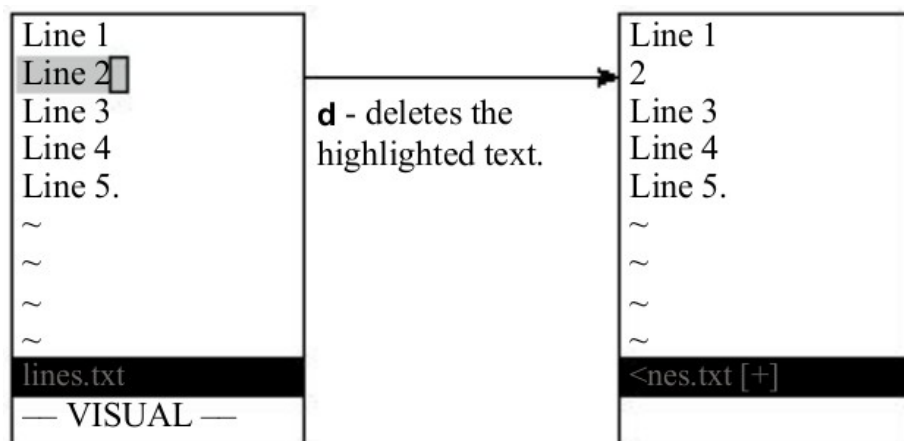 Line 1
Line 2
Line 3
Line 4
Line 5.
~
~
~
~
lines.txt
— VISUAL —
d - deletes the
highlighted text.
Line 1
2
Line 3
Line 4
Line 5.
~
~
~
~
<nes.txt [+]